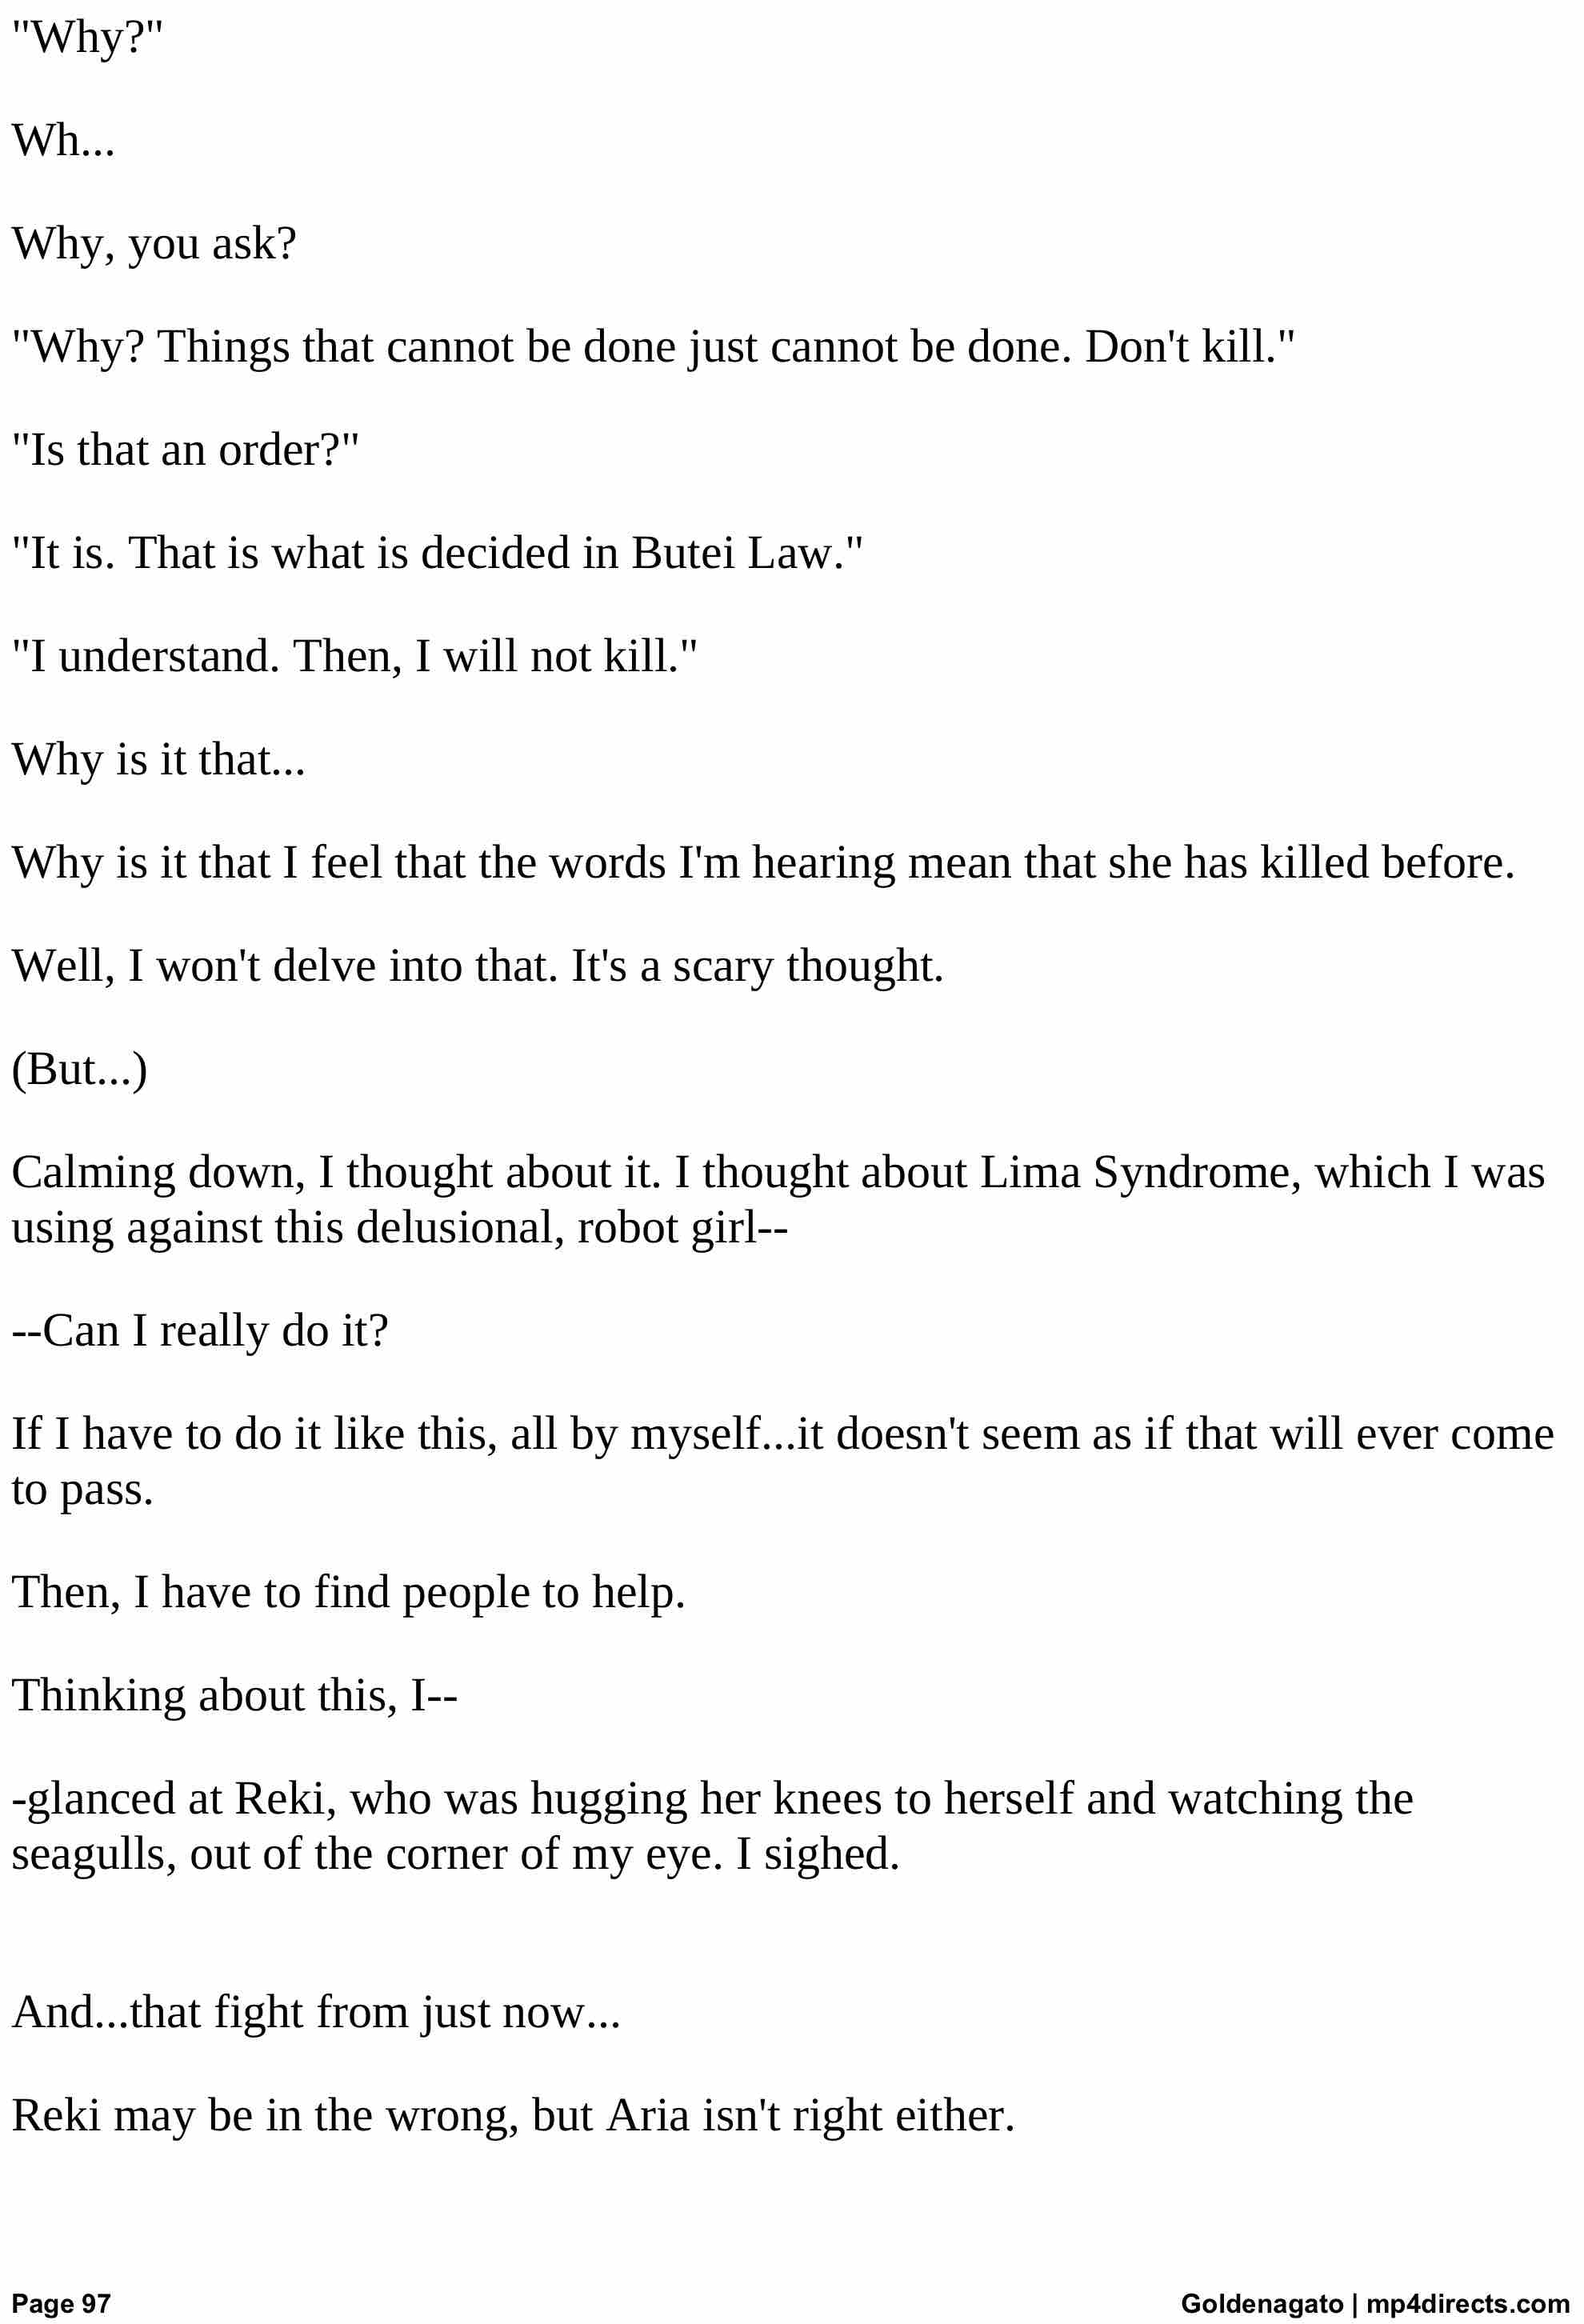 "Why?"
Wh...
Why, you ask?
"Why? Things that cannot be done just cannot be done. Don't kill."
"Is that an order?"
"It is. That is what is decided in Butei Law."
"I understand. Then, I will not kill."
Why is it that...
Why is it that I feel that the words I'm hearing mean that she has killed before.
Well, I won't delve into that. It's a scary thought.
(But...)
Calming down, I thought about it. I thought about Lima Syndrome, which I was
using against this delusional, robot girl--
--Can I really do it?
If I have to do it like this, all by myself...it doesn't seem as if that will ever come
to pass.
Then, I have to find people to help.
Thinking about this, I--
-glanced at Reki, who was hugging her knees to herself and watching the
seagulls, out of the corner of my eye. I sighed.
And...that fight from just now...
Reki may be in the wrong, but Aria isn't right either.
Page 97 Goldenagato | mp4directs.com